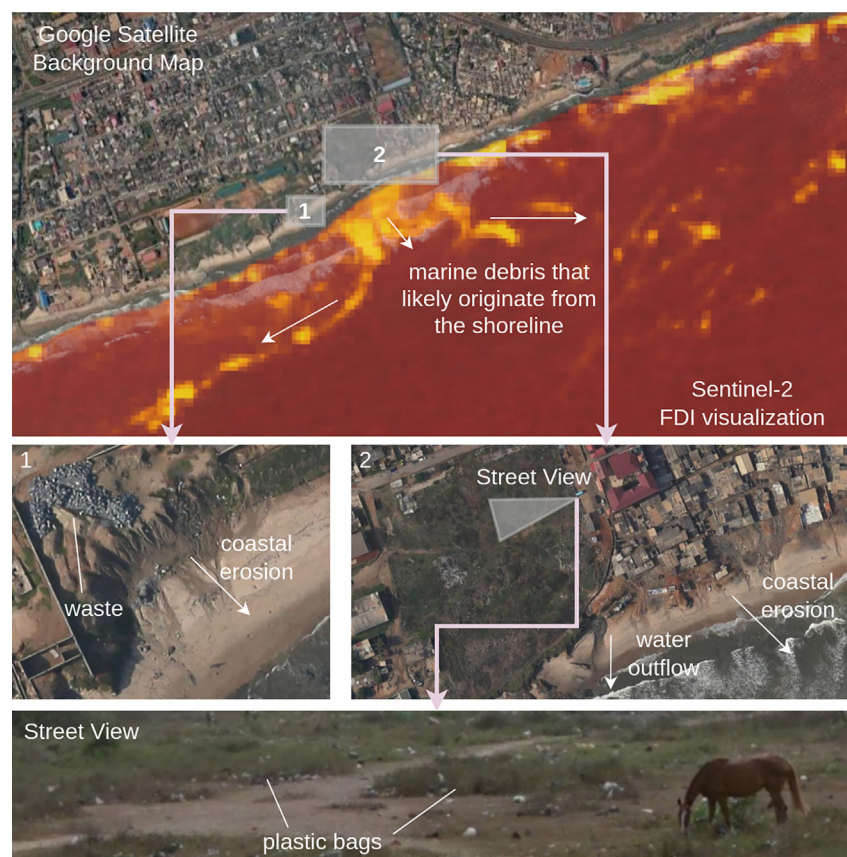 Google Satellite
Background Map
2
1
marine debris that
likely originate from
the shoreline
Sentinel-2
FDI visualization
1
coastal
erosion
waste
2
Street View
coastal
erosion
water
outflow
Street View
plastic bags